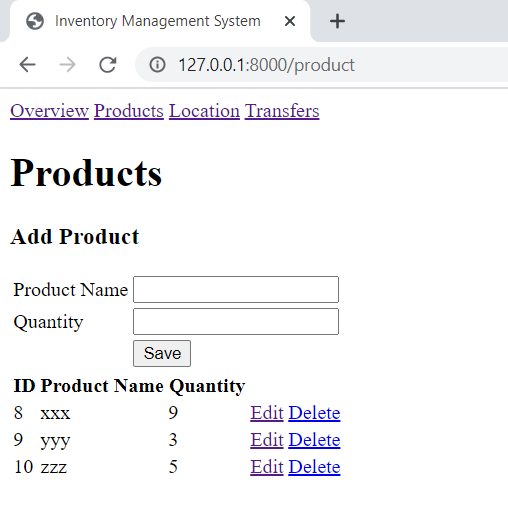 Inventory Management System
127.0.0.1:8000/product
Overview Products Location Transfers
Products
Add Product
Product Name
Quantity
Save
ID Product Name Quantity
8 xxx 9 Edit Delete
9 yyy 3 Edit Delete
10 zzz 5 Edit Delete